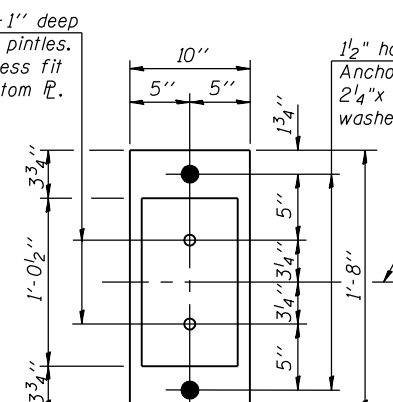 1" deep
pintles.
ess fit
tom ℙL.
10"
5" 5"
1½" ho
Ancho
2¼"x
washe
1¾"
3¾"
5"
3¼"
1'-0½"
3¼"
1'-8"
5"
3¾"